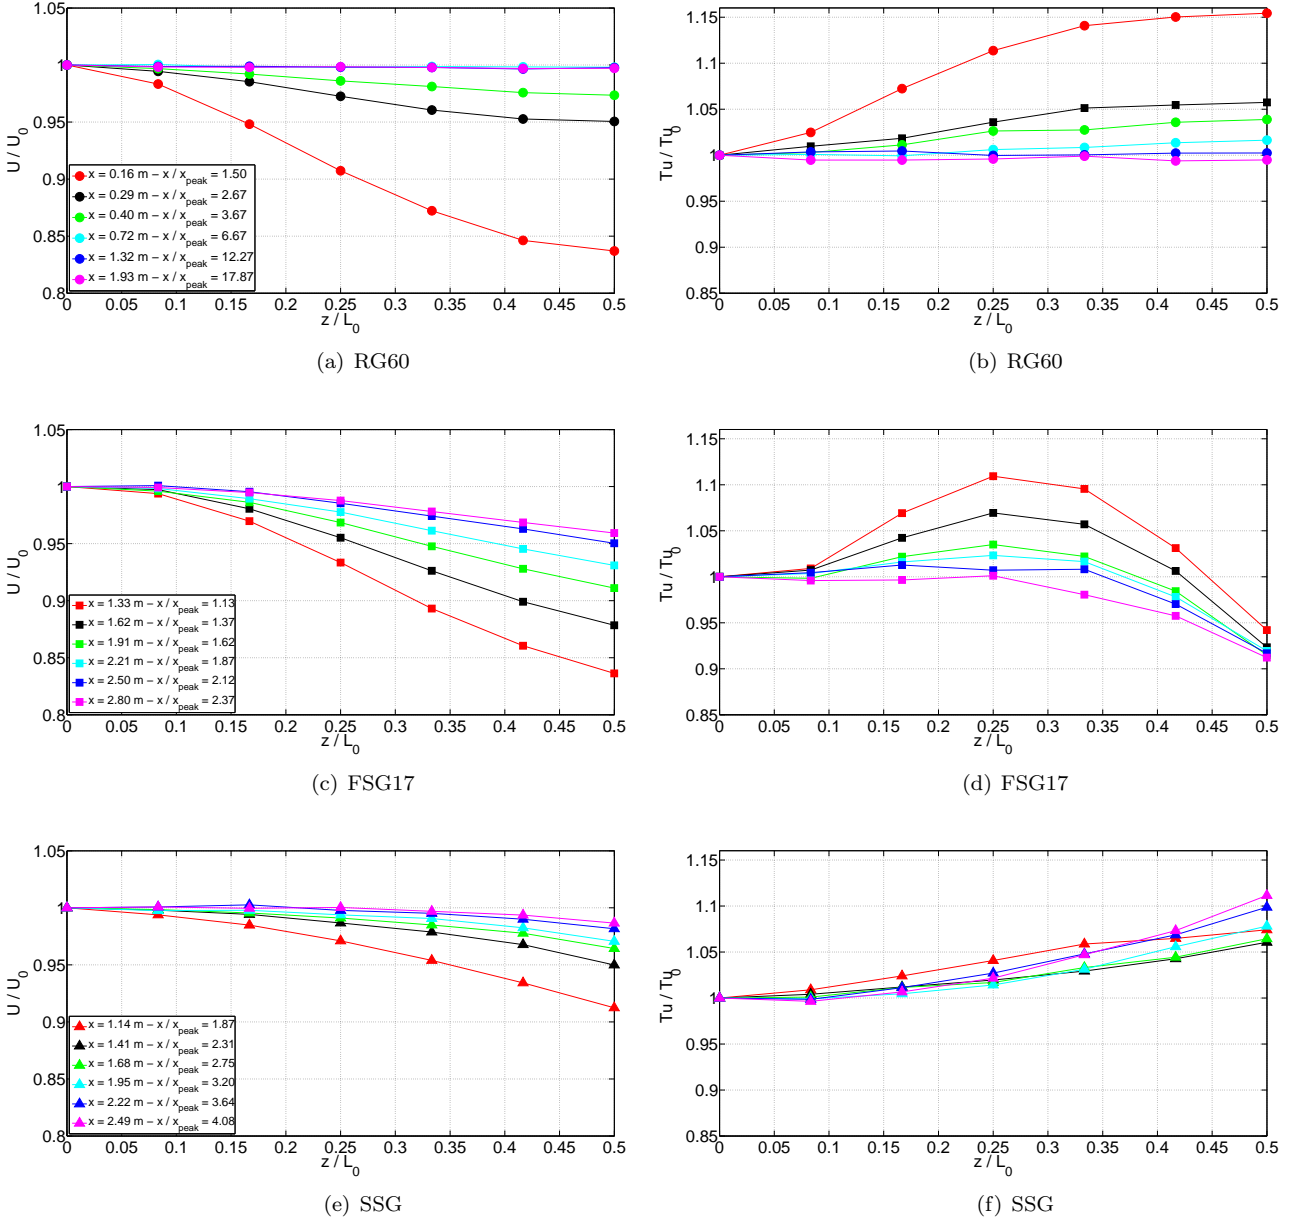 1.05
1
0.95
0.9
0.85
0.8
U / U0
0 0.05 0.1 0.15 0.2 0.25 0.3 0.35 0.4 0.45 0.5
z / L0
x = 0.16 m − x / xpeak = 1.50
x = 0.29 m − x / xpeak = 2.67
x = 0.40 m − x / xpeak = 3.67
x = 0.72 m − x / xpeak = 6.67
x = 1.32 m − x / xpeak = 12.27
x = 1.93 m − x / xpeak = 17.87
(a) RG60
1.15
1.1
1.05
1
0.95
0.9
0.85
Tu / Tu0
0 0.05 0.1 0.15 0.2 0.25 0.3 0.35 0.4 0.45 0.5
z / L0
(b) RG60
1.05
1
0.95
0.9
0.85
0.8
U / U0
0 0.05 0.1 0.15 0.2 0.25 0.3 0.35 0.4 0.45 0.5
z / L0
x = 1.33 m − x / xpeak = 1.13
x = 1.62 m − x / xpeak = 1.37
x = 1.91 m − x / xpeak = 1.62
x = 2.21 m − x / xpeak = 1.87
x = 2.50 m − x / xpeak = 2.12
x = 2.80 m − x / xpeak = 2.37
(c) FSG17
1.15
1.1
1.05
1
0.95
0.9
0.85
Tu / Tu0
0 0.05 0.1 0.15 0.2 0.25 0.3 0.35 0.4 0.45 0.5
z / L0
(d) FSG17
1.05
1
0.95
0.9
0.85
0.8
U / U0
0 0.05 0.1 0.15 0.2 0.25 0.3 0.35 0.4 0.45 0.5
z / L0
x = 1.14 m − x / xpeak = 1.87
x = 1.41 m − x / xpeak = 2.31
x = 1.68 m − x / xpeak = 2.75
x = 1.95 m − x / xpeak = 3.20
x = 2.22 m − x / xpeak = 3.64
x = 2.49 m − x / xpeak = 4.08
(e) SSG
1.15
1.1
1.05
1
0.95
0.9
0.85
Tu / Tu0
0 0.05 0.1 0.15 0.2 0.25 0.3 0.35 0.4 0.45 0.5
z / L0
(f) SSG